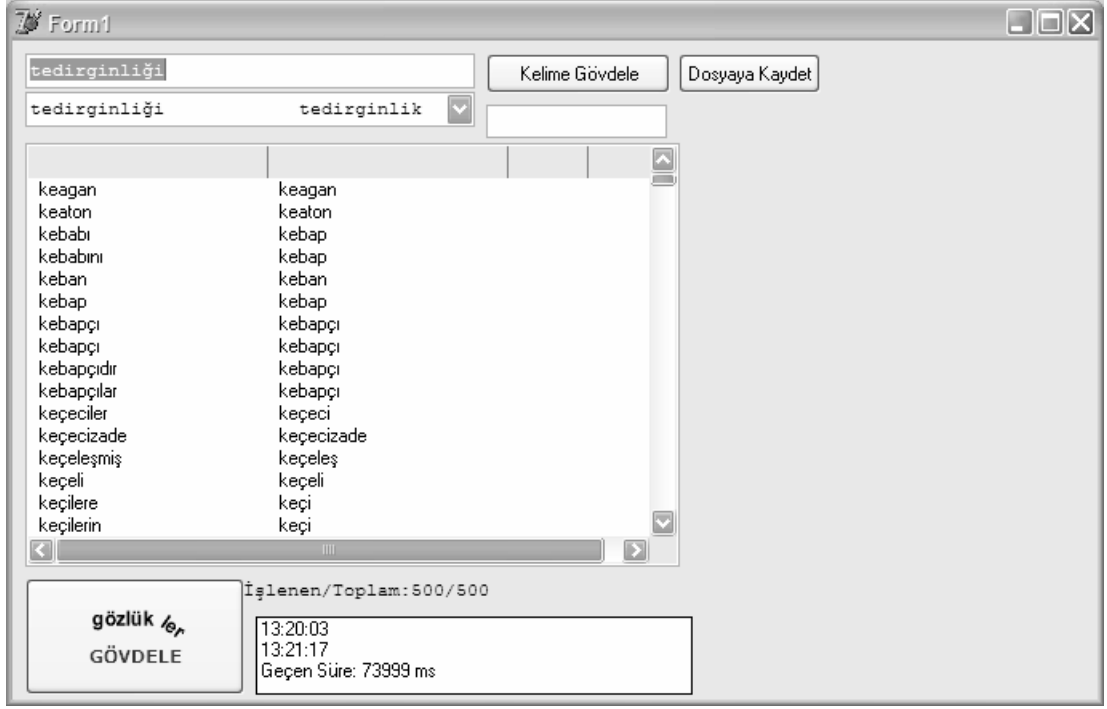 Form1
tedirginliği
Kelime Gövdele
Dosyaya Kaydet
tedirginliği tedirginlik
keagan keagan
keaton keaton
kebabı kebap
kebabını kebap
keban keban
kebap kebap
kebapçı kebapçı
kebapçı kebapçı
kebapçıdır kebapçı
kebapçılar kebapçı
keçeciler keçeci
keçecizade keçecizade
keçeleşmiş keçeleş
keçeli keçeli
keçilere keçi
keçilerin keçi
İşlenen/Toplam:500/500
gözlük ler
GÖVDELE
13:20:03
13:21:17
Geçen Süre: 73999 ms